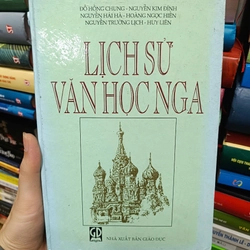 ĐỖ HỒNG CHUNG - NGUYỄN KIM ĐÍNH
NGUYỄN HẢI HÀ - HOÀNG NGỌC HIẾN
NGUYỄN TRƯỜNG LỊCH - HUY LIÊN
LỊCH SỬ
VĂN HỌC NGA
NHÀ XUẤT BẢN GIÁO DỤC